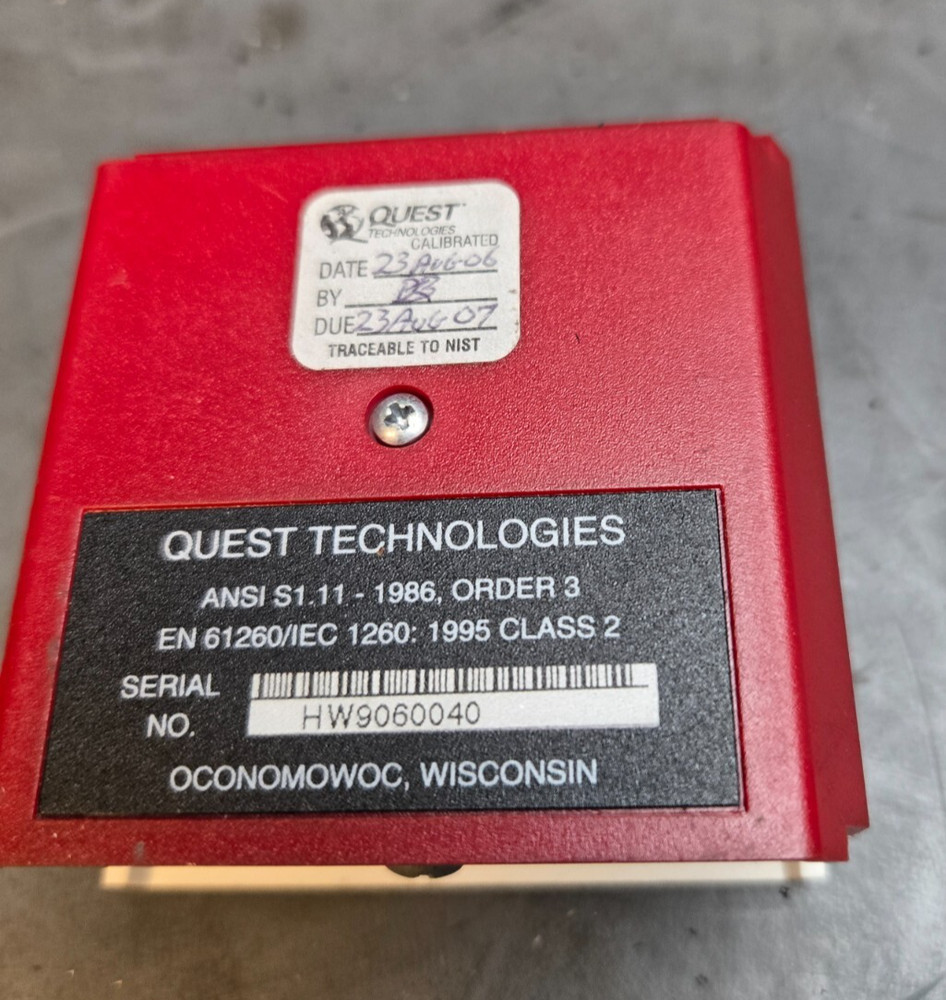 QUEST™
TECHNOLOGIES
CALIBRATED
DATE 23 AUG 06
BY
DUE 23 AUG 07
TRACEABLE TO NIST
QUEST TECHNOLOGIES
ANSI S1.11 - 1986, ORDER 3
EN 61260/IEC 1260: 1995 CLASS 2
SERIAL
NO.
HW9060040
OCONOMOWOC, WISCONSIN